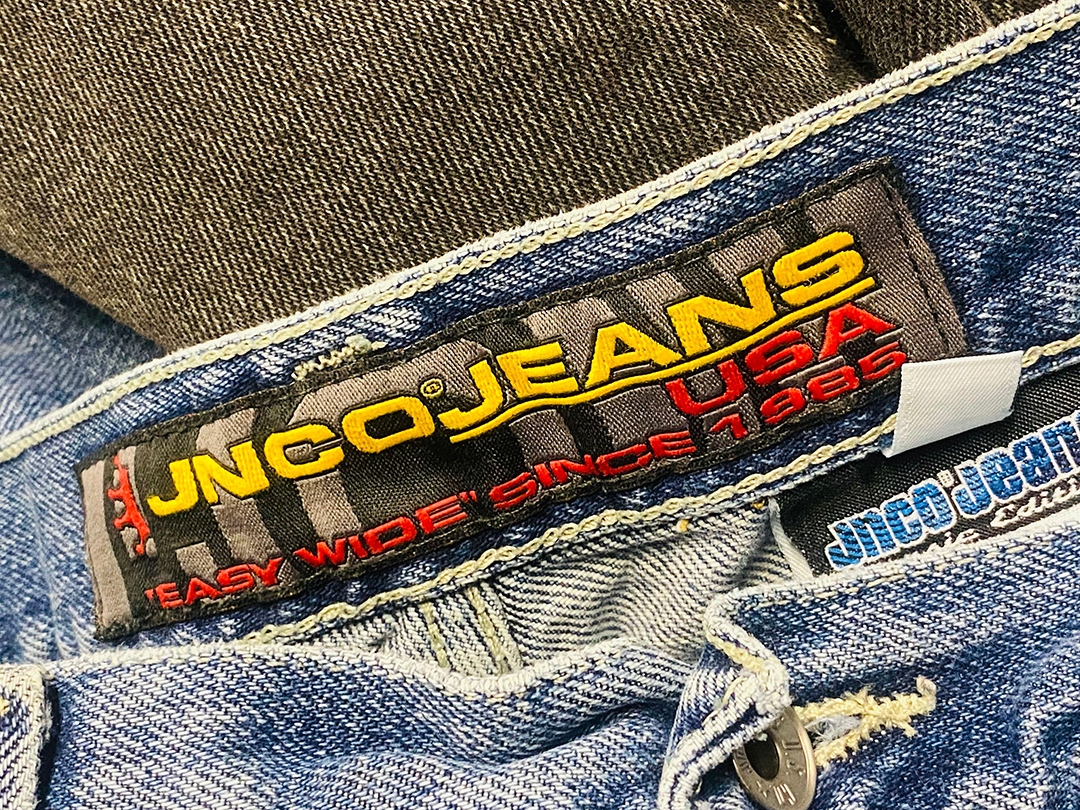 JNCO® JEANS
USA
"EASY WIDE" SINCE 1985
Jnco® Jeans